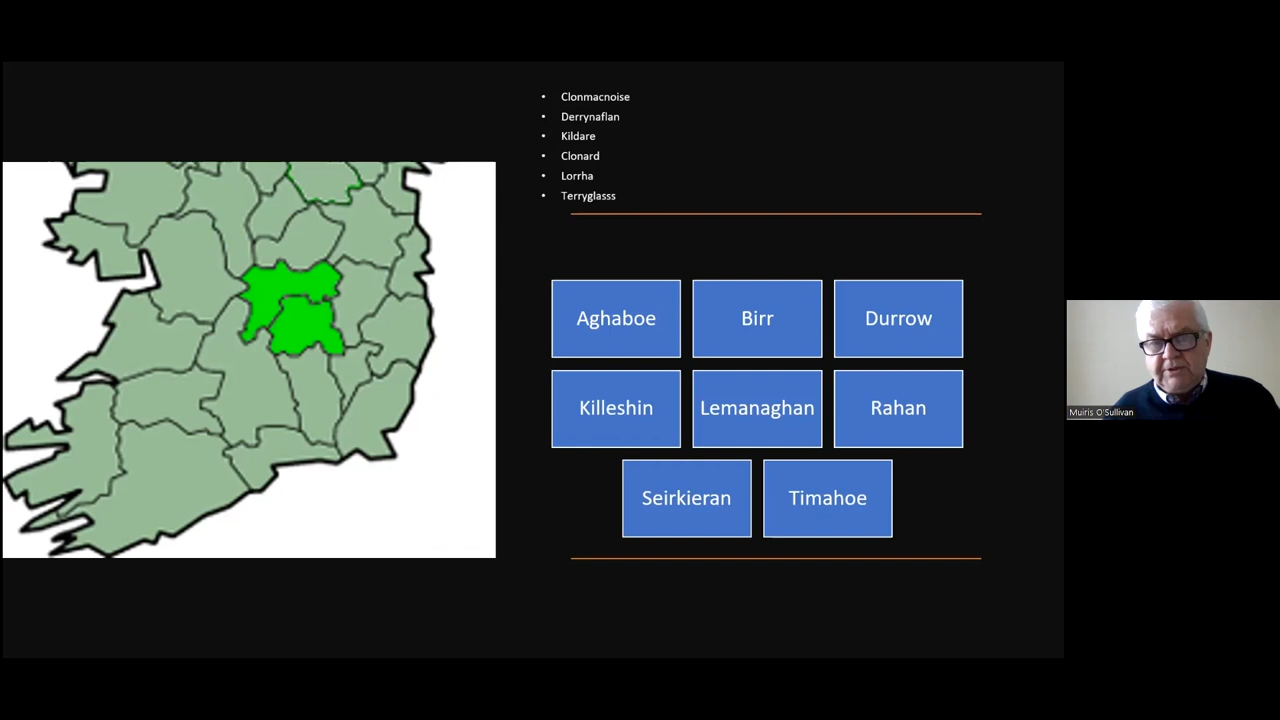 • Clonmacnoise
• Derrynaflan
• Kildare
• Clonard
• Lorrha
• Terryglasss
Aghaboe
Birr
Durrow
Killeshin
Lemanaghan
Rahan
Seirkieran
Timahoe
Muiris O'Sullivan